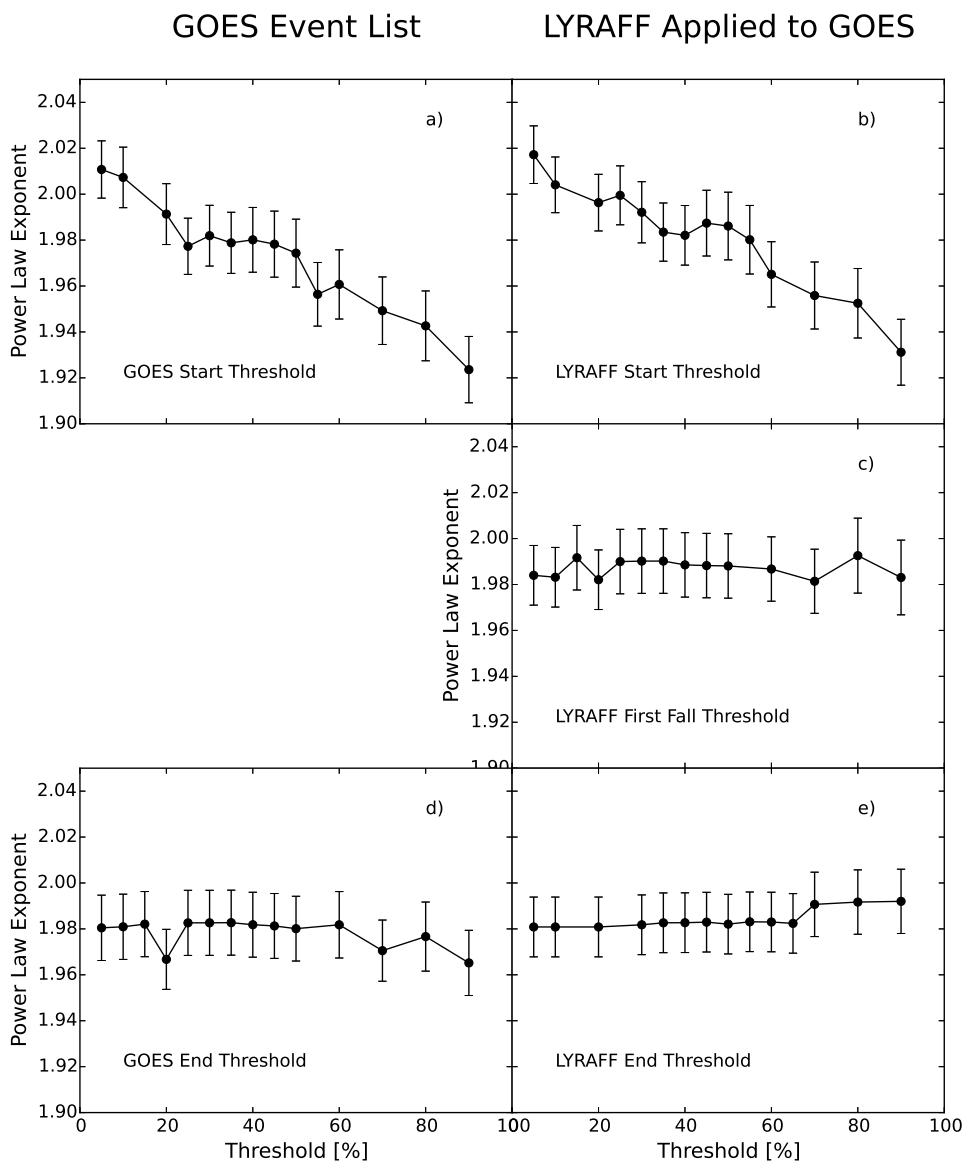 GOES Event List LYRAFF Applied to GOES
2.04
2.02
2.00
1.98
1.96
1.94
1.92
1.90
Power Law Exponent
a)
GOES Start Threshold
b)
LYRAFF Start Threshold
2.04
2.02
2.00
1.98
1.96
1.94
1.92
1.90
Power Law Exponent
c)
LYRAFF First Fall Threshold
2.04
2.02
2.00
1.98
1.96
1.94
1.92
1.90
Power Law Exponent
d)
GOES End Threshold
e)
LYRAFF End Threshold
0 20 40 60 80 100 20 40 60 80 100
Threshold [%] Threshold [%]